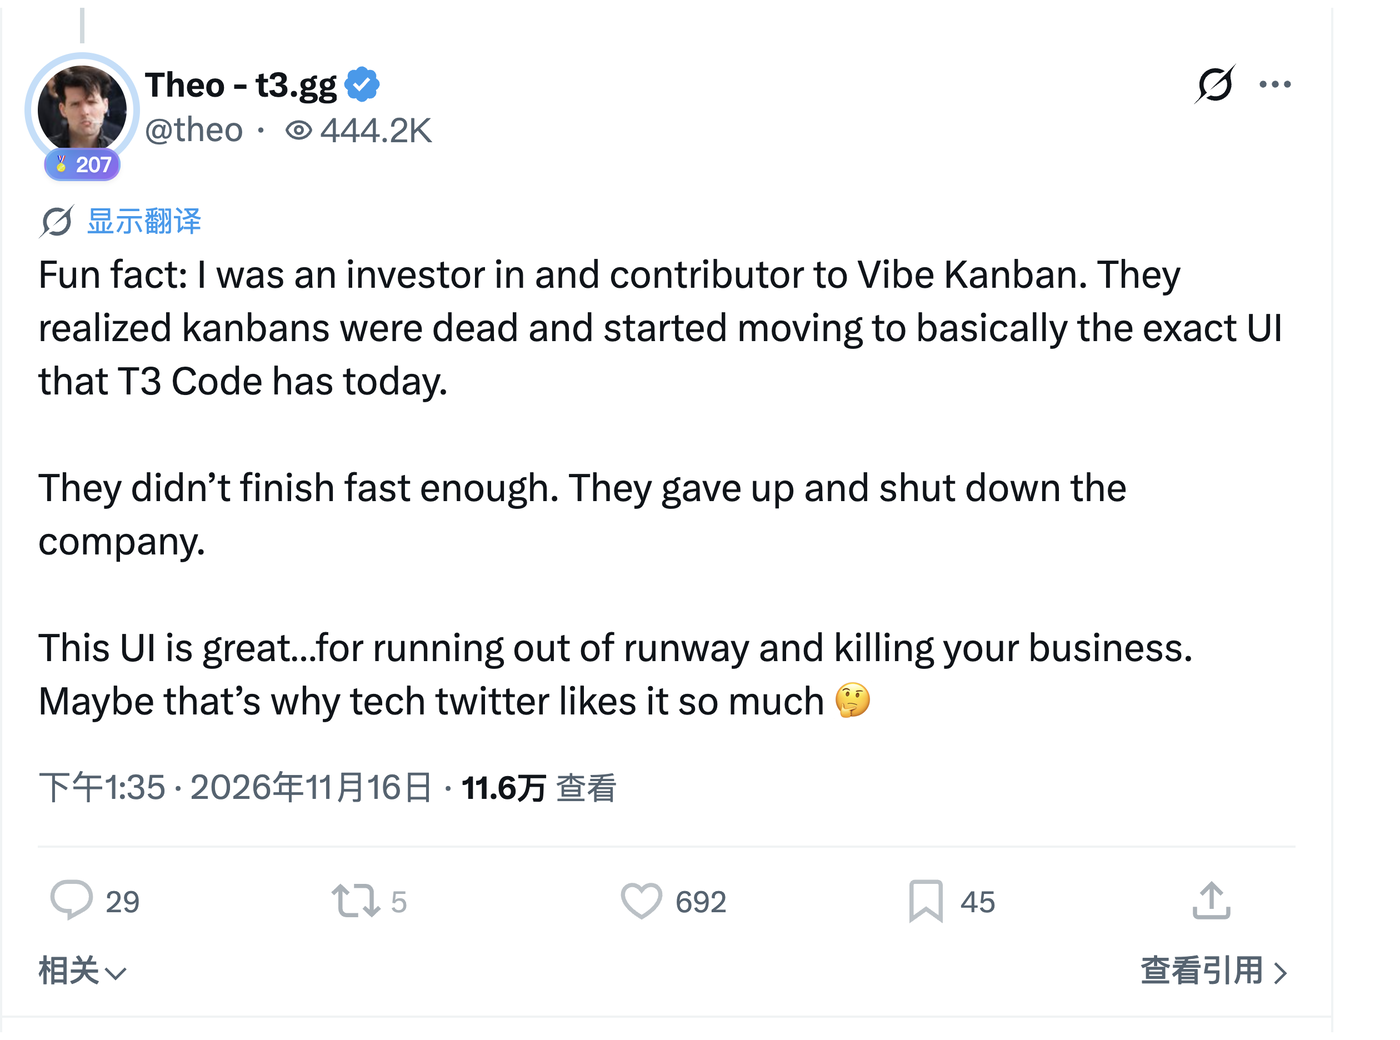 Theo - t3.gg
@theo · 444.2K
207
显示翻译
Fun fact: I was an investor in and contributor to Vibe Kanban. They
realized kanbans were dead and started moving to basically the exact UI
that T3 Code has today.
They didn’t finish fast enough. They gave up and shut down the
company.
This UI is great...for running out of runway and killing your business.
Maybe that’s why tech twitter likes it so much 🤔
下午1:35 · 2026年11月16日 · 11.6万 查看
29 5 692 45
相关 查看引用